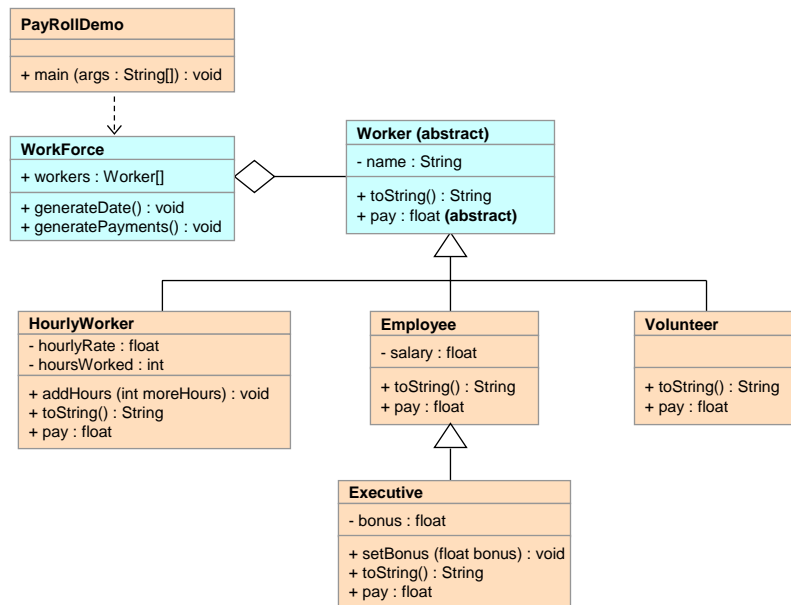 PayRollDemo
+ main (args : String[]) : void
WorkForce
+ workers : Worker[]
+ generateDate() : void
+ generatePayments() : void
Worker (abstract)
- name : String
+ toString() : String
+ pay : float (abstract)
HourlyWorker
- hourlyRate : float
- hoursWorked : int
+ addHours (int moreHours) : void
+ toString() : String
+ pay : float
Employee
- salary : float
+ toString() : String
+ pay : float
Volunteer
+ toString() : String
+ pay : float
Executive
- bonus : float
+ setBonus (float bonus) : void
+ toString() : String
+ pay : float